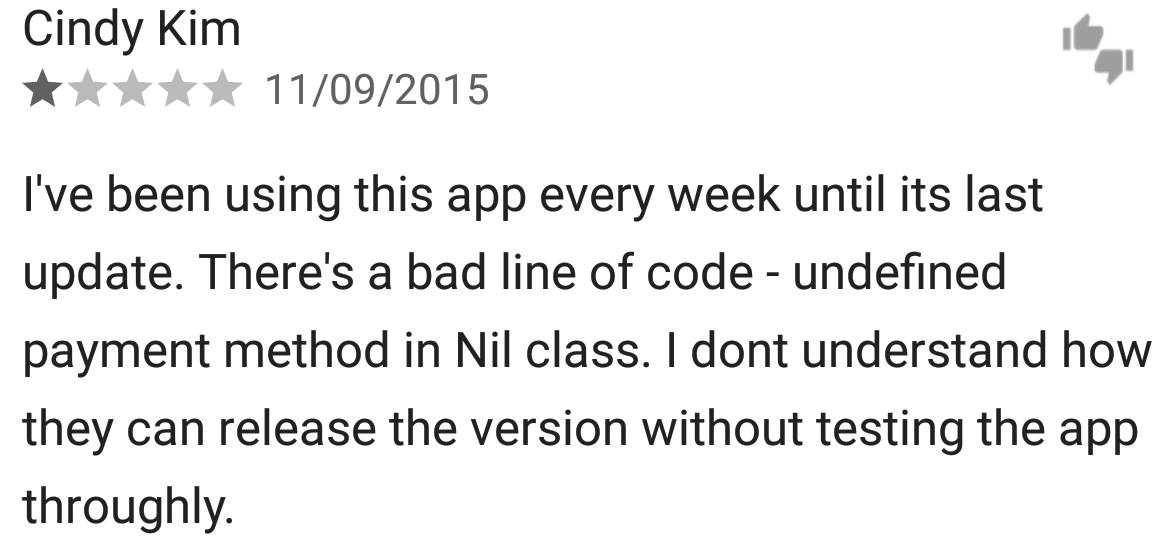 Cindy Kim
11/09/2015
I've been using this app every week until its last
update. There's a bad line of code - undefined
payment method in Nil class. I dont understand how
they can release the version without testing the app
throughly.